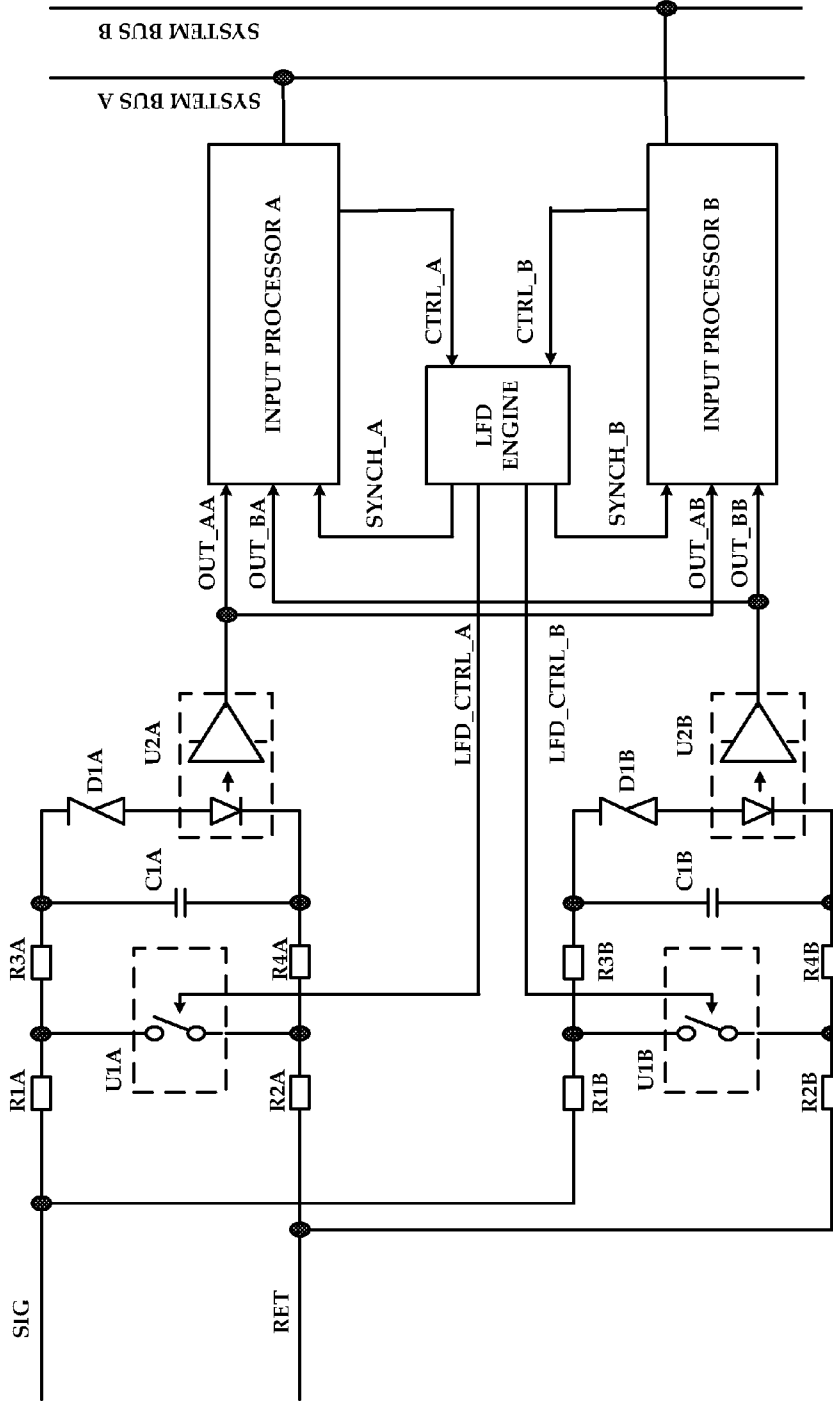 SIG
RET
R1A
R3A
U1A
R2A
R4A
C1A
D1A
U2A
R1B
R3B
U1B
R2B
R4B
C1B
D1B
U2B
LFD_CTRL_A
LFD_CTRL_B
OUT_AA
OUT_BA
SYNCH_A
SYNCH_B
OUT_AB
OUT_BB
LFD
ENGINE
CTRL_A
CTRL_B
INPUT PROCESSOR A
INPUT PROCESSOR B
SYSTEM BUS A
SYSTEM BUS B